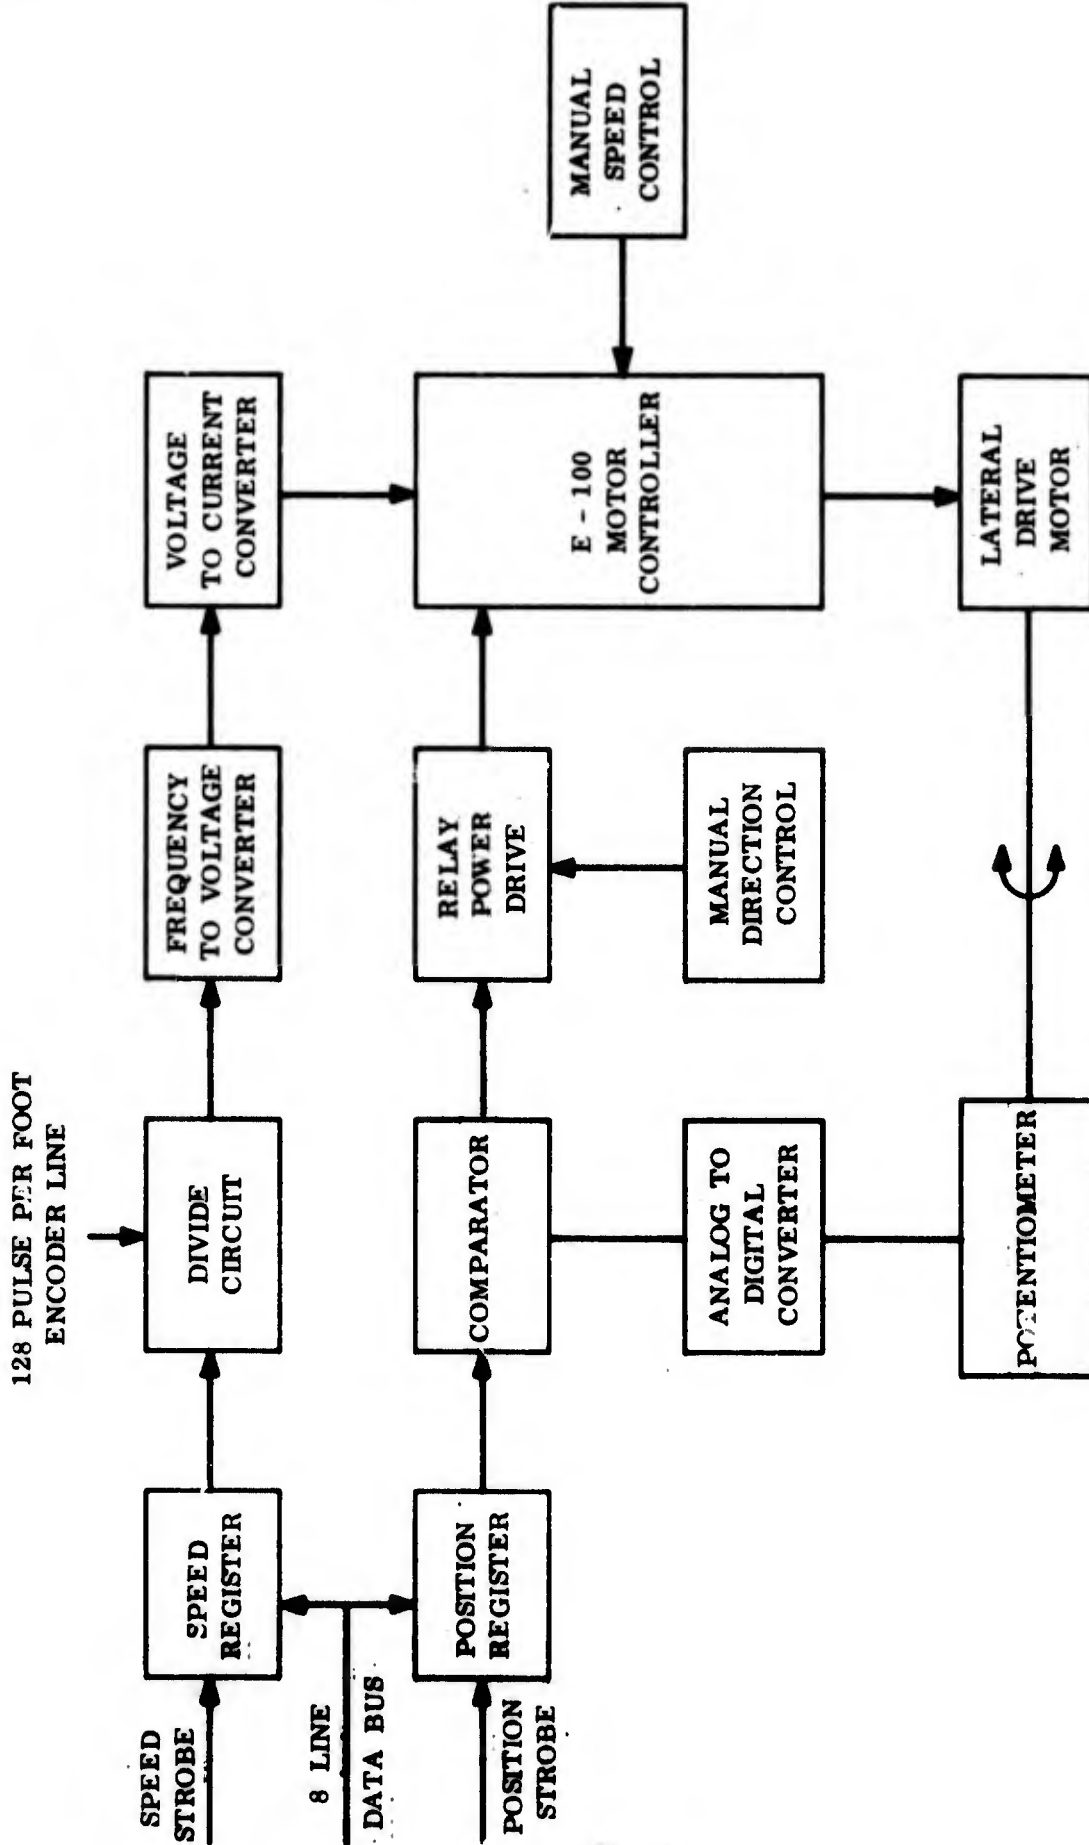 128 PULSE PER FOOT
ENCODER LINE
SPEED
STROBE
SPEED
REGISTER
DIVIDE
CIRCUIT
FREQUENCY
TO VOLTAGE
CONVERTER
VOLTAGE
TO CURRENT
CONVERTER
8 LINE
DATA BUS
POSITION
STROBE
POSITION
REGISTER
COMPARATOR
RELAY
POWER
DRIVE
E - 100
MOTOR
CONTROLLER
MANUAL
SPEED
CONTROL
ANALOG TO
DIGITAL
CONVERTER
MANUAL
DIRECTION
CONTROL
POTENTIOMETER
LATERAL
DRIVE
MOTOR